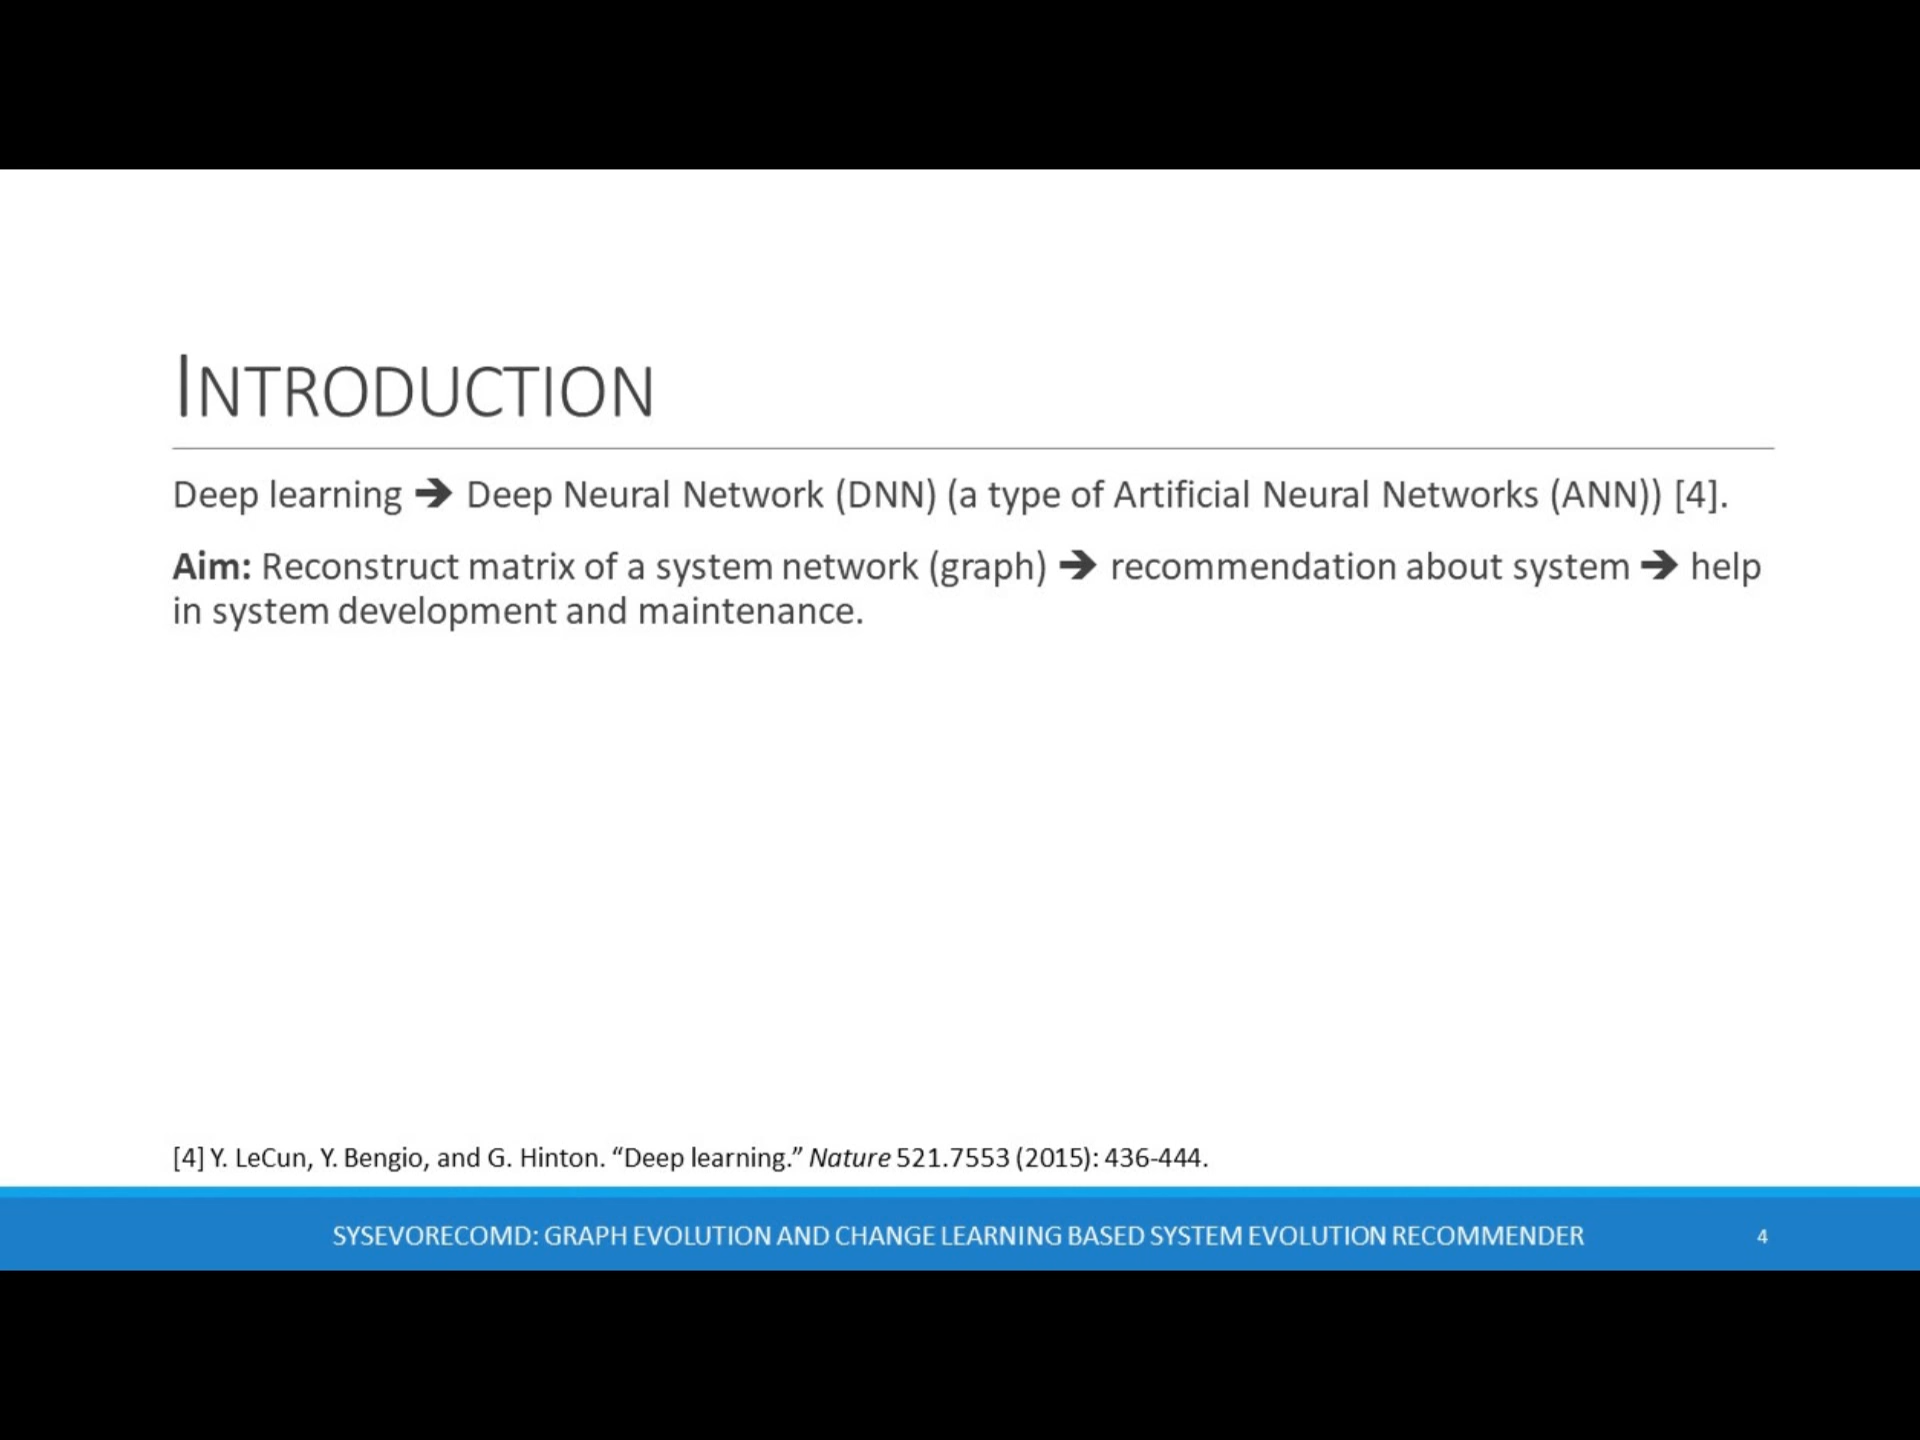 INTRODUCTION
Deep learning ➔ Deep Neural Network (DNN) (a type of Artificial Neural Networks (ANN)) [4].
Aim: Reconstruct matrix of a system network (graph) ➔ recommendation about system ➔ help
in system development and maintenance.
[4] Y. LeCun, Y. Bengio, and G. Hinton. “Deep learning.” Nature 521.7553 (2015): 436-444.
SYSEVORECOMD: GRAPH EVOLUTION AND CHANGE LEARNING BASED SYSTEM EVOLUTION RECOMMENDER
4